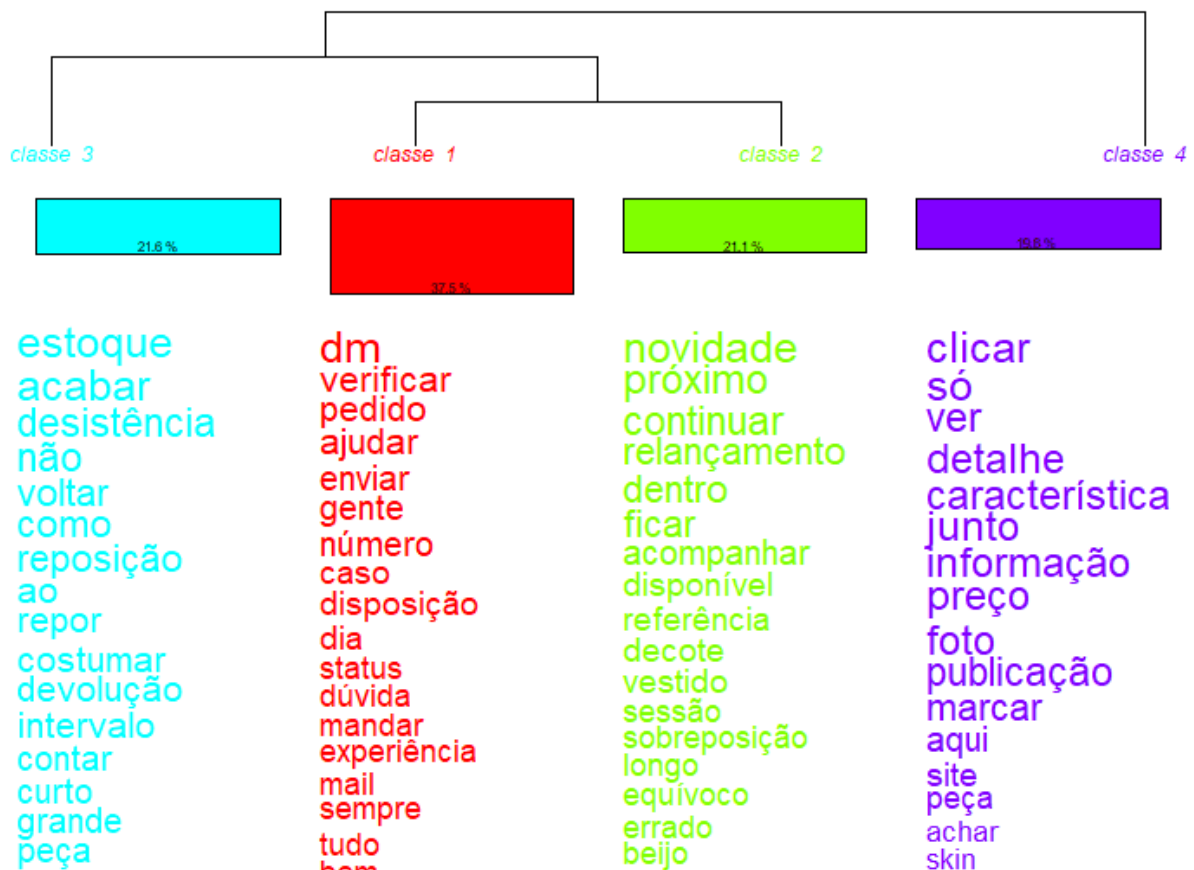 classe 3
classe 1
classe 2
classe 4
21.6 %
37.5 %
21.1 %
19.8 %
estoque
acabar
desistência
não
voltar
como
reposição
ao
repor
costumar
devolução
intervalo
contar
curto
grande
peça
dm
verificar
pedido
ajudar
enviar
gente
número
caso
disposição
dia
status
dúvida
mandar
experiência
mail
sempre
tudo
novidade
próximo
continuar
relançamento
dentro
ficar
acompanhar
disponível
referência
decote
vestido
sessão
sobreposição
longo
equívoco
errado
beijo
clicar
só
ver
detalhe
característica
junto
informação
preço
foto
publicação
marcar
aqui
site
peça
achar
skin